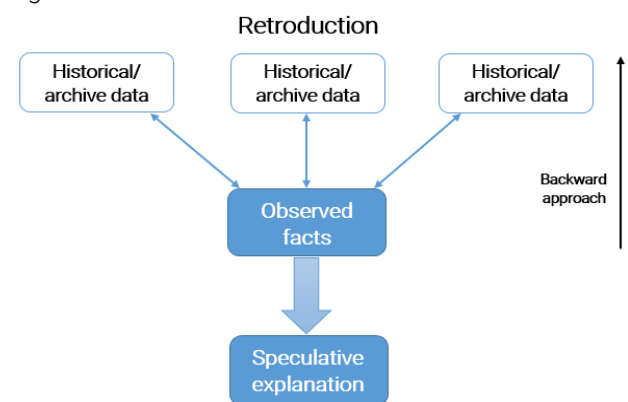 Retroduction
Historical/
archive data
Historical/
archive data
Historical/
archive data
Backward
approach
Observed
facts
Speculative
explanation